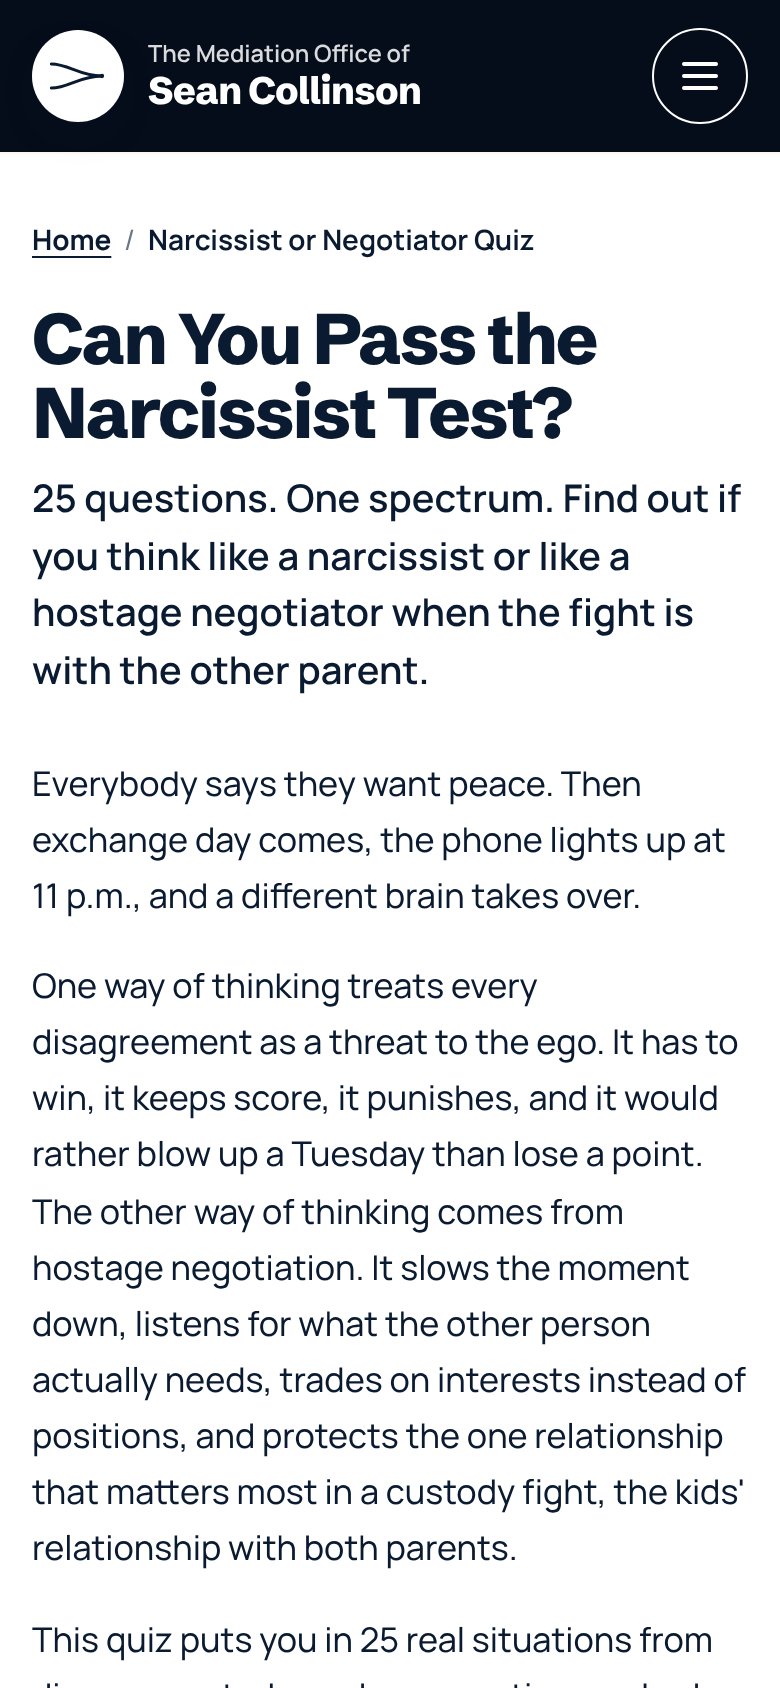 The Mediation Office of
Sean Collinson
Home / Narcissist or Negotiator Quiz
Can You Pass the
Narcissist Test?
25 questions. One spectrum. Find out if
you think like a narcissist or like a
hostage negotiator when the fight is
with the other parent.
Everybody says they want peace. Then
exchange day comes, the phone lights up at
11 p.m., and a different brain takes over.
One way of thinking treats every
disagreement as a threat to the ego. It has to
win, it keeps score, it punishes, and it would
rather blow up a Tuesday than lose a point.
The other way of thinking comes from
hostage negotiation. It slows the moment
down, listens for what the other person
actually needs, trades on interests instead of
positions, and protects the one relationship
that matters most in a custody fight, the kids'
relationship with both parents.
This quiz puts you in 25 real situations from